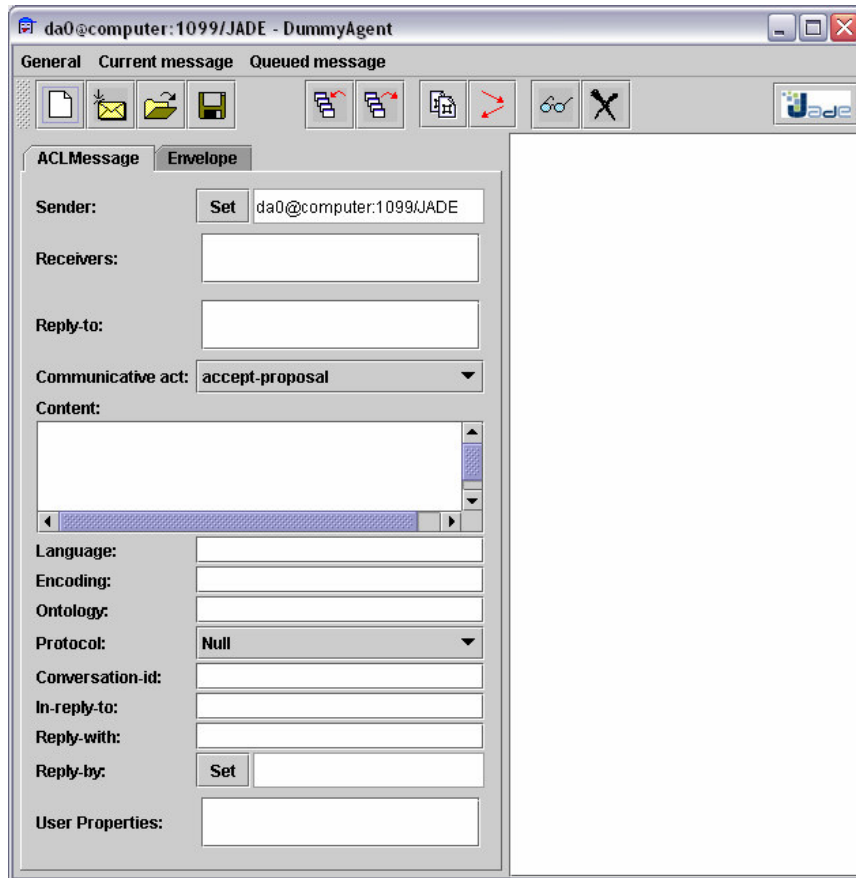 da0@computer:1099/JADE - DummyAgent
General Current message Queued message
Jade
ACLMessage Envelope
Sender: Set da0@computer:1099/JADE
Receivers:
Reply-to:
Communicative act: accept-proposal
Content:
Language:
Encoding:
Ontology:
Protocol: Null
Conversation-id:
In-reply-to:
Reply-with:
Reply-by: Set
User Properties: